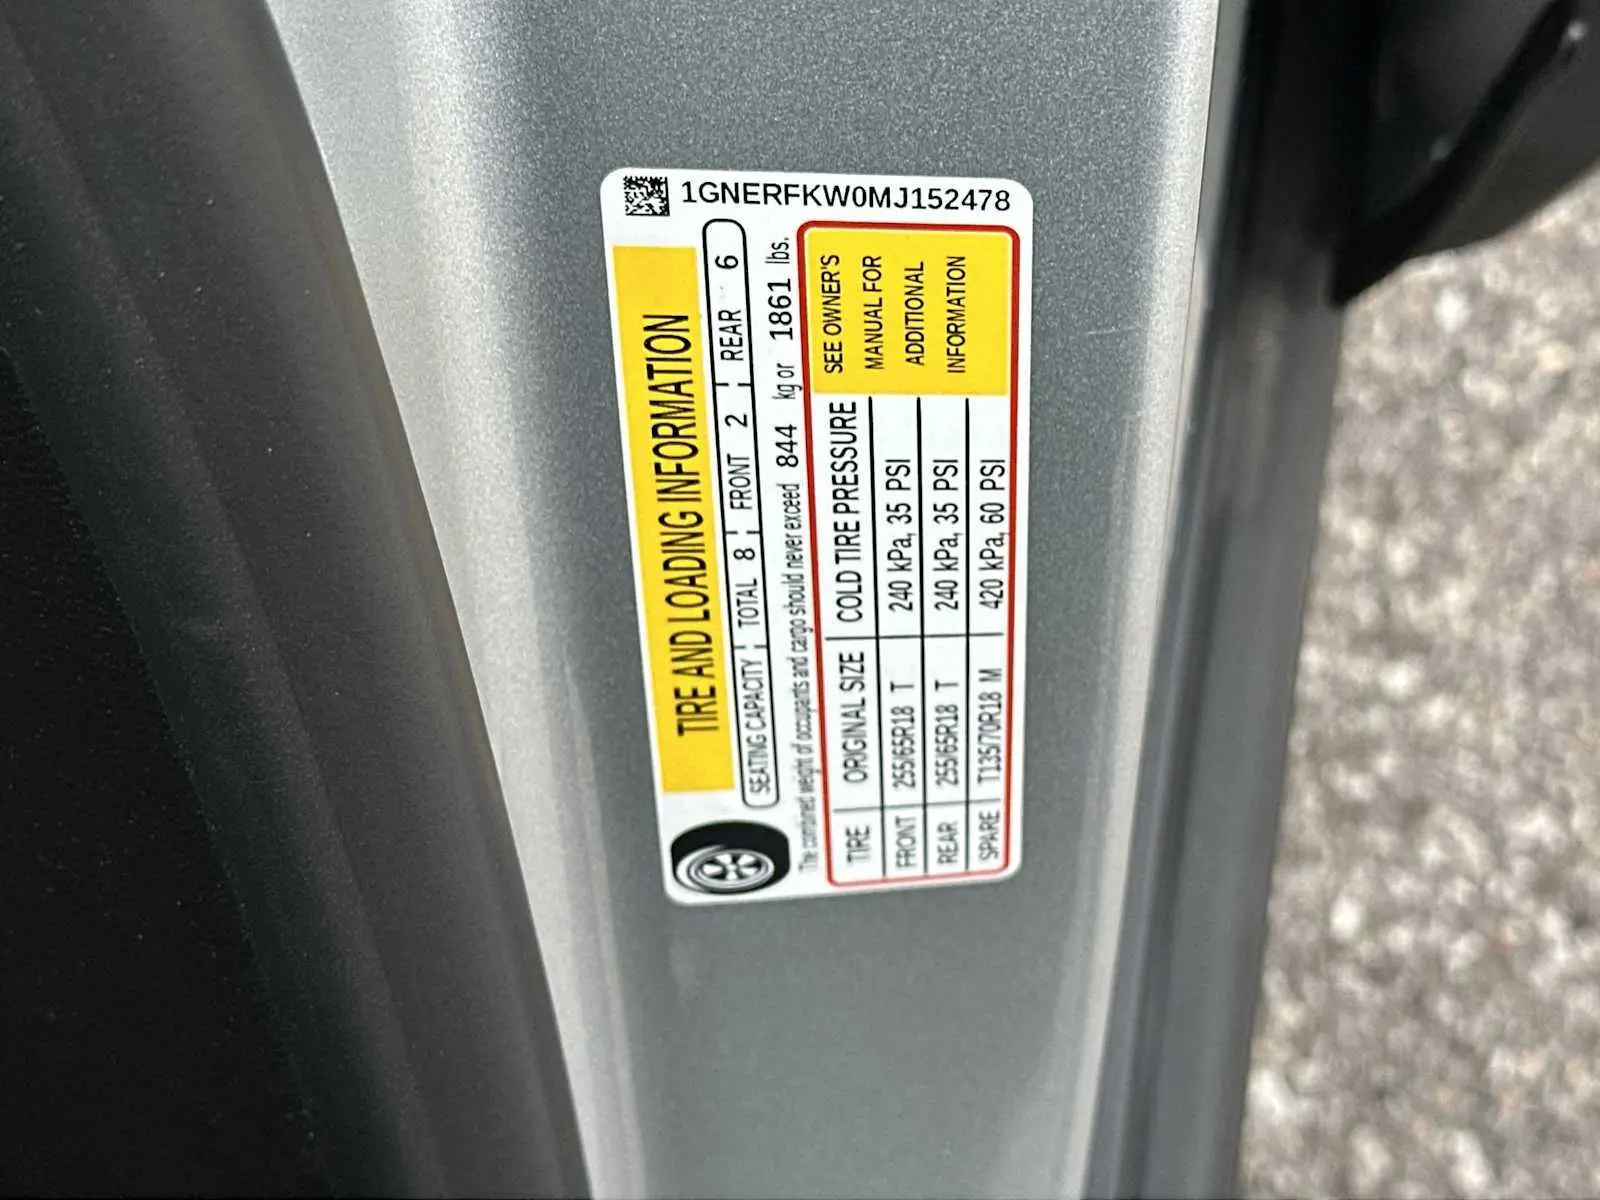 1GNERFKW0MJ152478
TIRE AND LOADING INFORMATION
SEATING CAPACITY TOTAL 8 FRONT 2 REAR 6
The combined weight of occupants and cargo should never exceed 844 kg or 1861 lbs.
TIRE ORIGINAL SIZE COLD TIRE PRESSURE
FRONT 255/65R18 T 240 kPa, 35 PSI
REAR 255/65R18 T 240 kPa, 35 PSI
SPARE T135/70R18 M 420 kPa, 60 PSI
SEE OWNER'S
MANUAL FOR
ADDITIONAL
INFORMATION